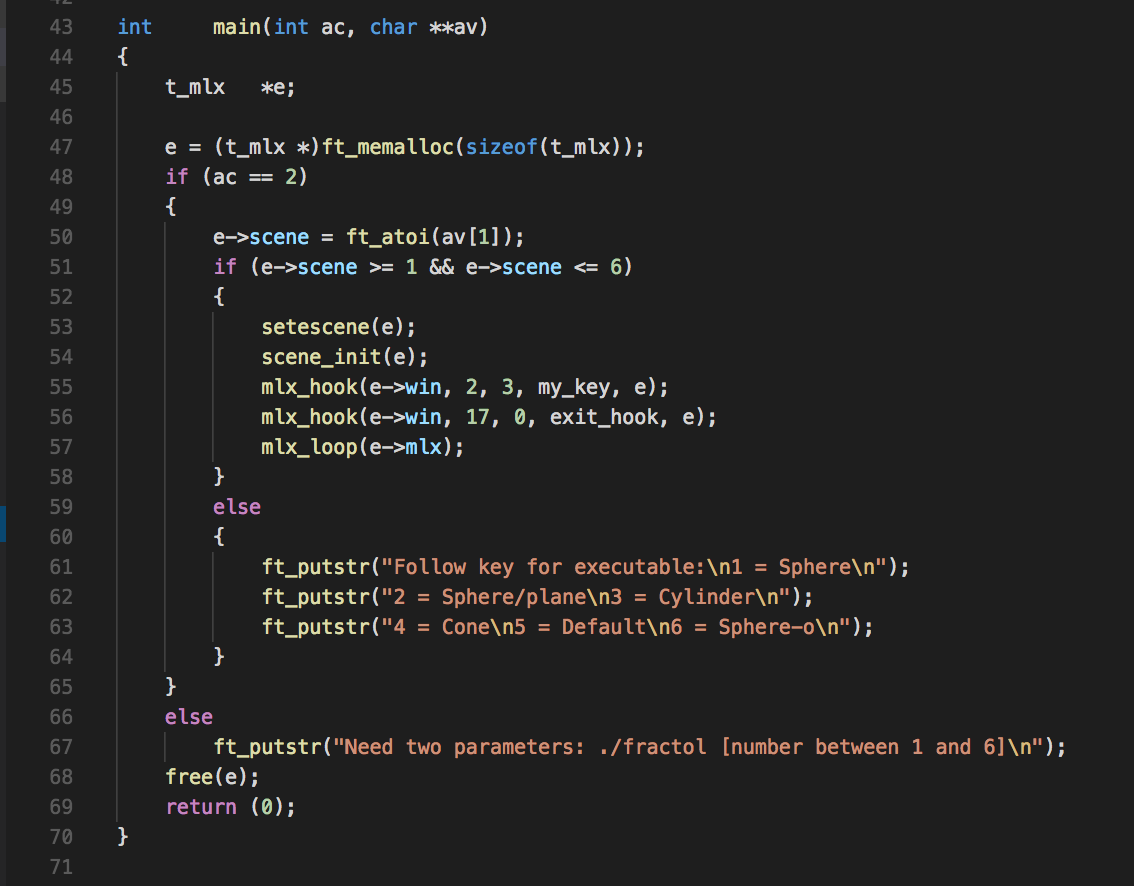 43 int     main(int ac, char **av)
44 {
45     t_mlx   *e;
46
47     e = (t_mlx *)ft_memalloc(sizeof(t_mlx));
48     if (ac == 2)
49     {
50         e->scene = ft_atoi(av[1]);
51         if (e->scene >= 1 && e->scene <= 6)
52         {
53             setescene(e);
54             scene_init(e);
55             mlx_hook(e->win, 2, 3, my_key, e);
56             mlx_hook(e->win, 17, 0, exit_hook, e);
57             mlx_loop(e->mlx);
58         }
59         else
60         {
61             ft_putstr("Follow key for executable:\n1 = Sphere\n");
62             ft_putstr("2 = Sphere/plane\n3 = Cylinder\n");
63             ft_putstr("4 = Cone\n5 = Default\n6 = Sphere-o\n");
64         }
65     }
66     else
67         ft_putstr("Need two parameters: ./fractol [number between 1 and 6]\n");
68     free(e);
69     return (0);
70 }
71